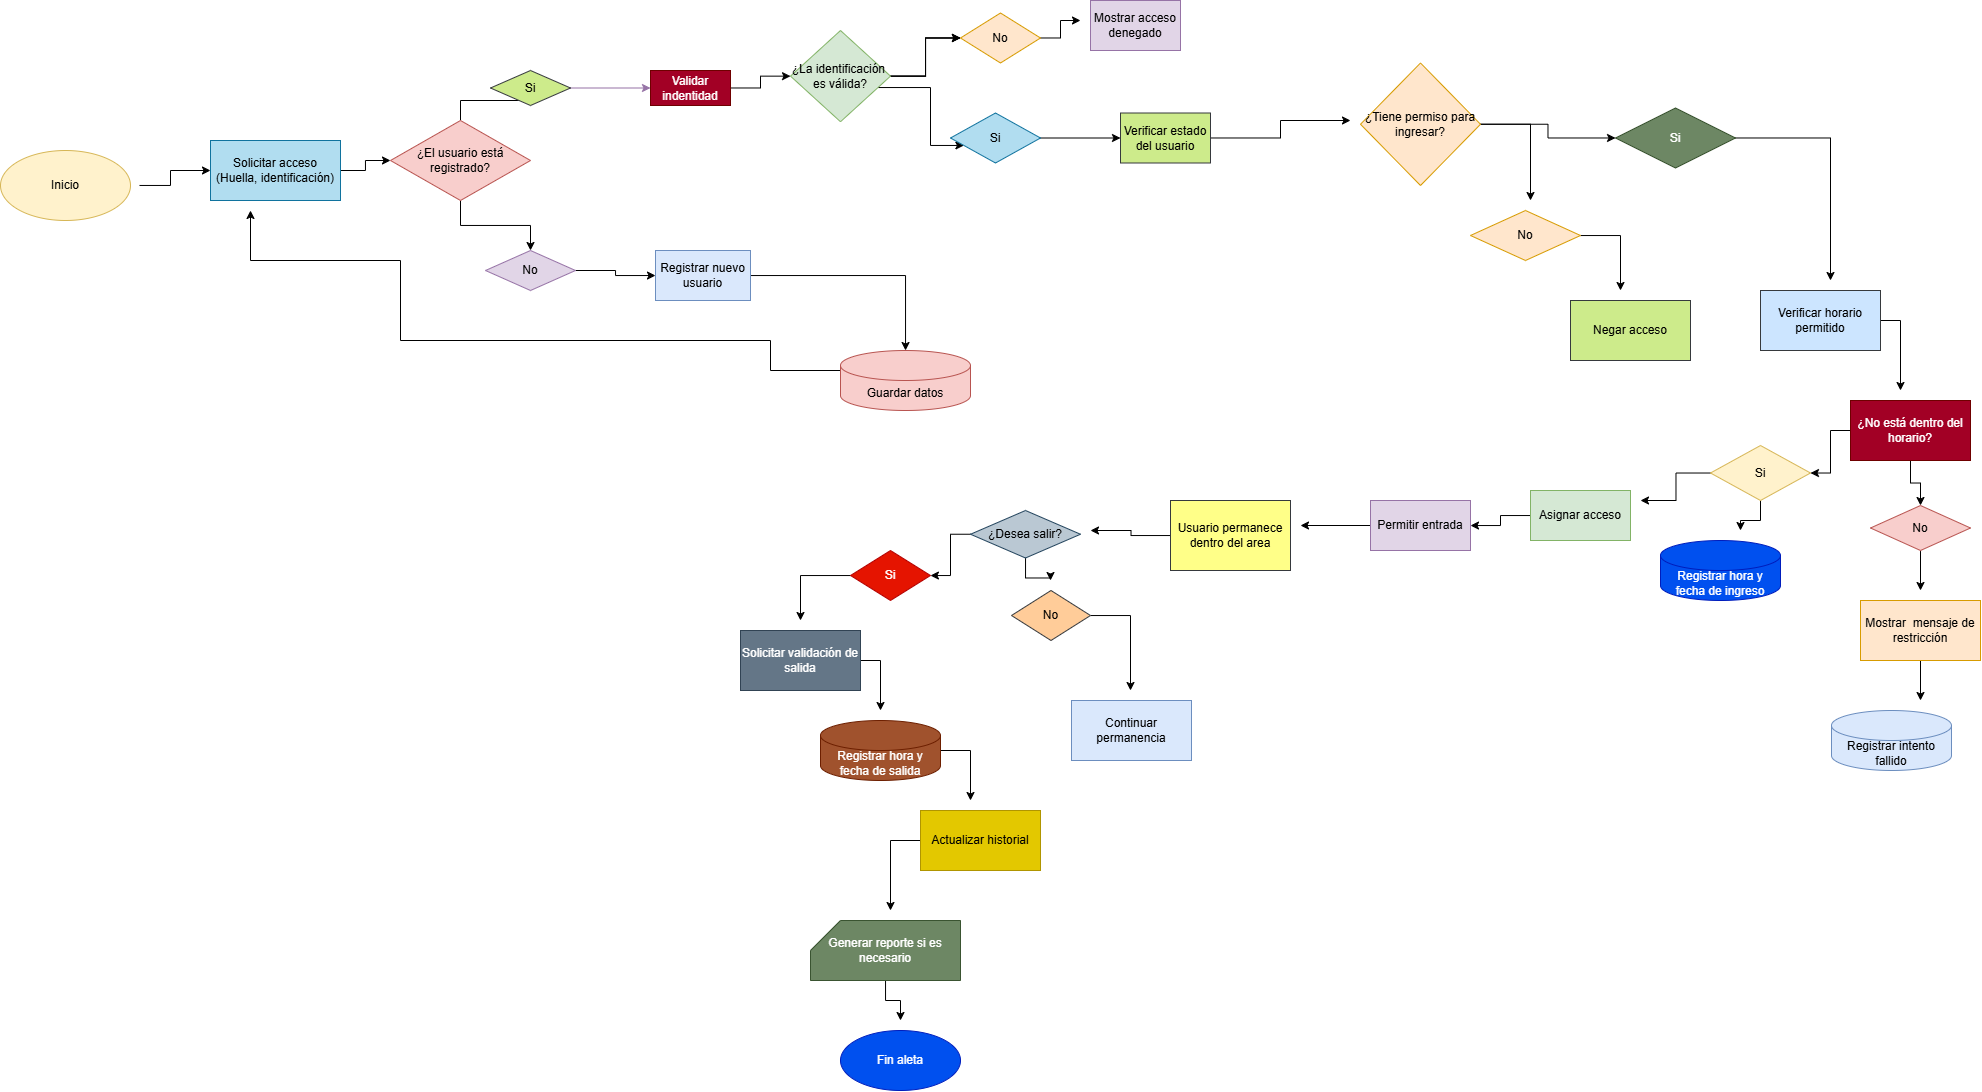 Inicio
Solicitar acceso
(Huella, identificación)
¿El usuario está
registrado?
Si
Validar
indentidad
¿La identificación
es válida?
No
Mostrar acceso
denegado
Si
Verificar estado
del usuario
¿Tiene permiso para
ingresar?
Si
No
Negar acceso
No
Registrar nuevo
usuario
Guardar datos
Verificar horario
permitido
¿No está dentro del
horario?
Si
No
Asignar acceso
Registrar hora y
fecha de ingreso
Mostrar  mensaje de
restricción
Registrar intento
fallido
Permitir entrada
Usuario permanece
dentro del area
¿Desea salir?
Si
No
Solicitar validación de
salida
Continuar
permanencia
Registrar hora y
fecha de salida
Actualizar historial
Generar reporte si es
necesario
Fin aleta